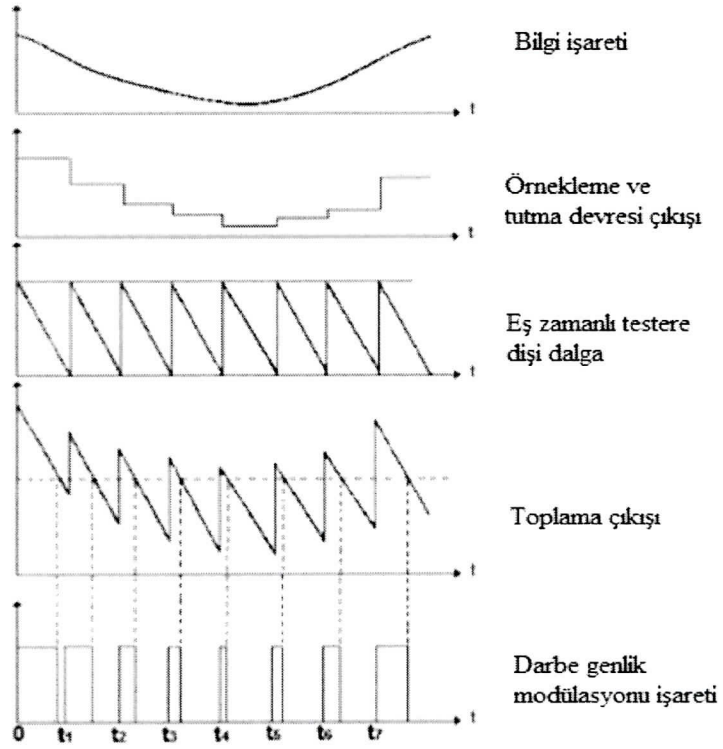 Bilgi işareti
t
Örnekleme ve
tutma devresi çıkışı
t
Eş zamanlı testere
dişi dalga
t
Toplama çıkışı
t
Darbe genlik
modülasyonu işareti
t
0 t1 t2 t3 t4 t5 t6 t7